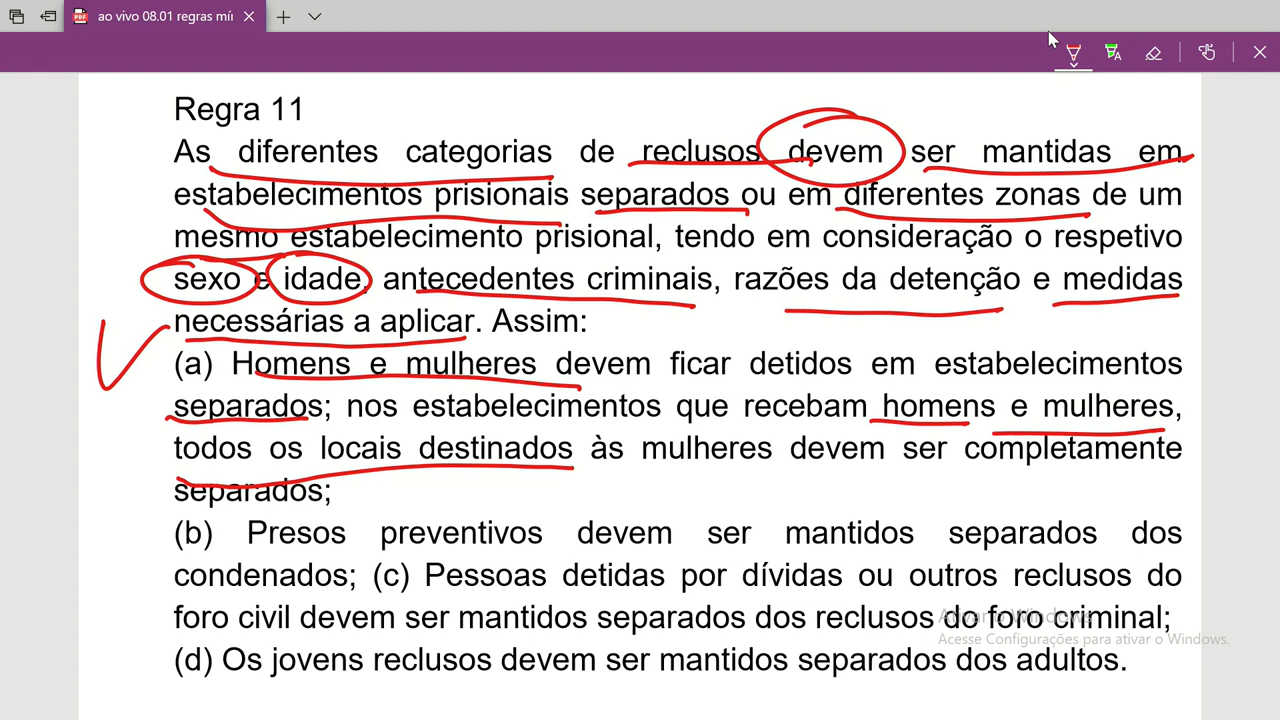 ao vivo 08.01 regras mír
Regra 11
As diferentes categorias de reclusos devem ser mantidas em
estabelecimentos prisionais separados ou em diferentes zonas de um
mesmo estabelecimento prisional, tendo em consideração o respetivo
sexo e idade, antecedentes criminais, razões da detenção e medidas
necessárias a aplicar. Assim:
(a) Homens e mulheres devem ficar detidos em estabelecimentos
separados; nos estabelecimentos que recebam homens e mulheres,
todos os locais destinados às mulheres devem ser completamente
separados;
(b) Presos preventivos devem ser mantidos separados dos
condenados; (c) Pessoas detidas por dívidas ou outros reclusos do
foro civil devem ser mantidos separados dos reclusos do foro criminal;
(d) Os jovens reclusos devem ser mantidos separados dos adultos.
Ativar o Windows
Acesse Configurações para ativar o Windows.